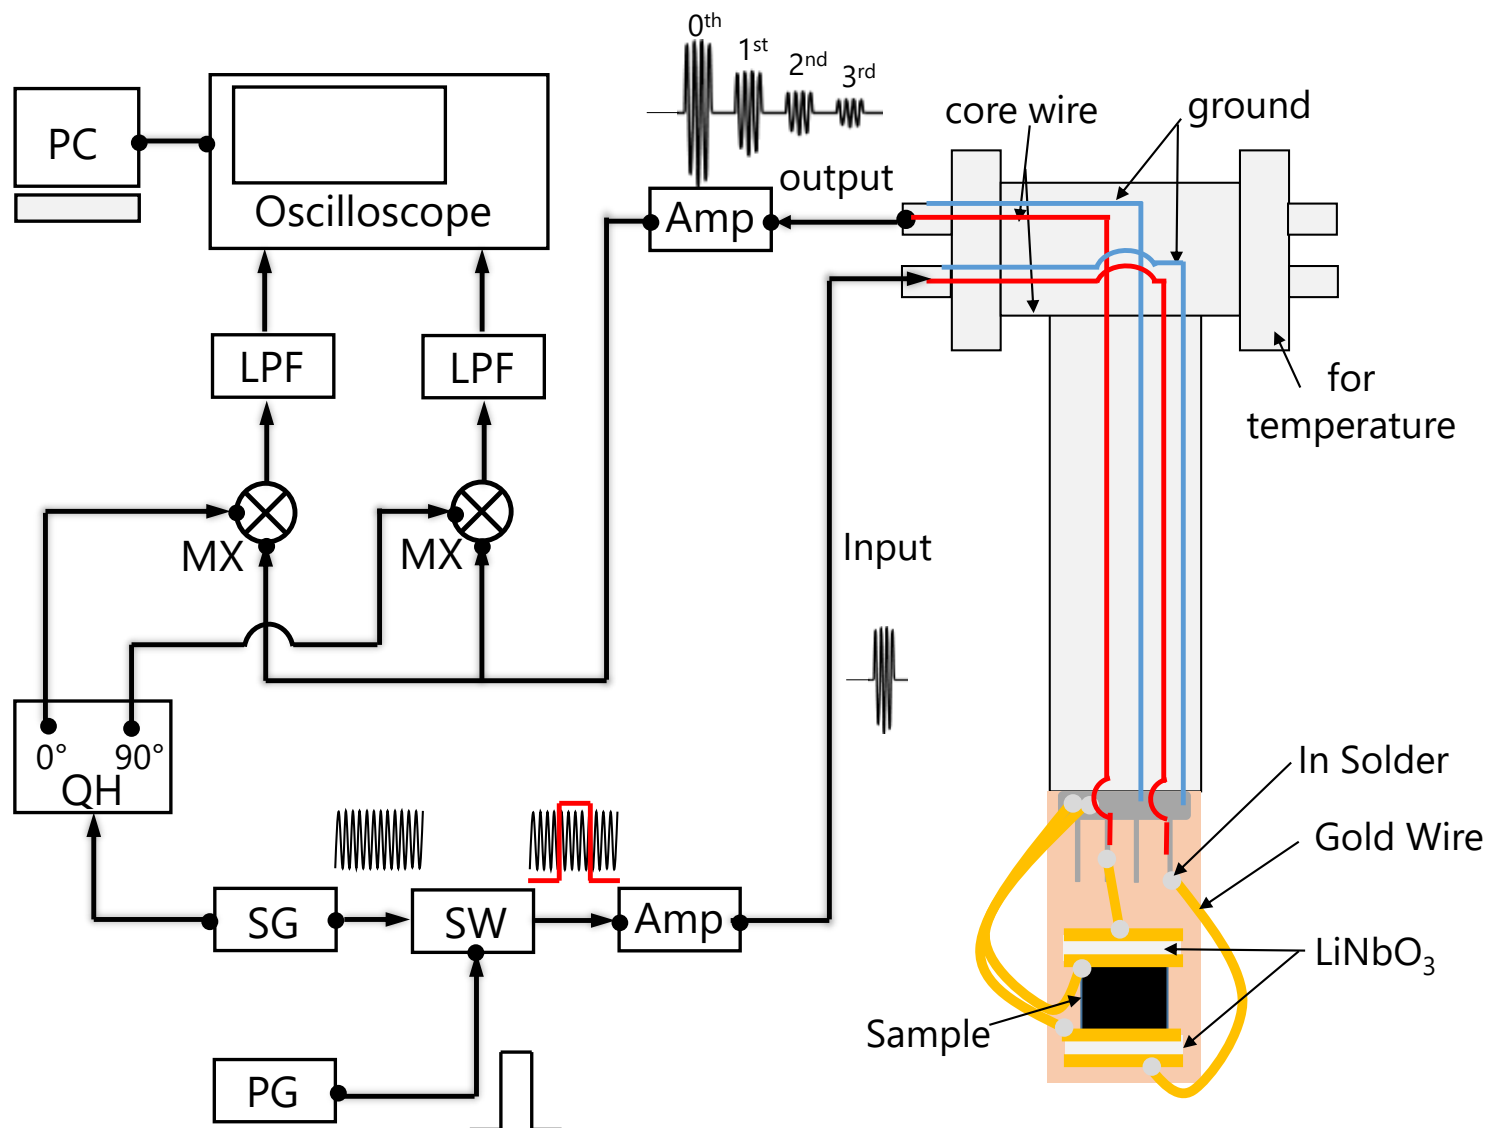 0th
1st
2nd
3rd
PC
Oscilloscope
Amp
output
core wire
ground
LPF
LPF
for
temperature
MX
MX
Input
0°
90°
QH
In Solder
Gold Wire
SG
SW
Amp
LiNbO3
Sample
PG